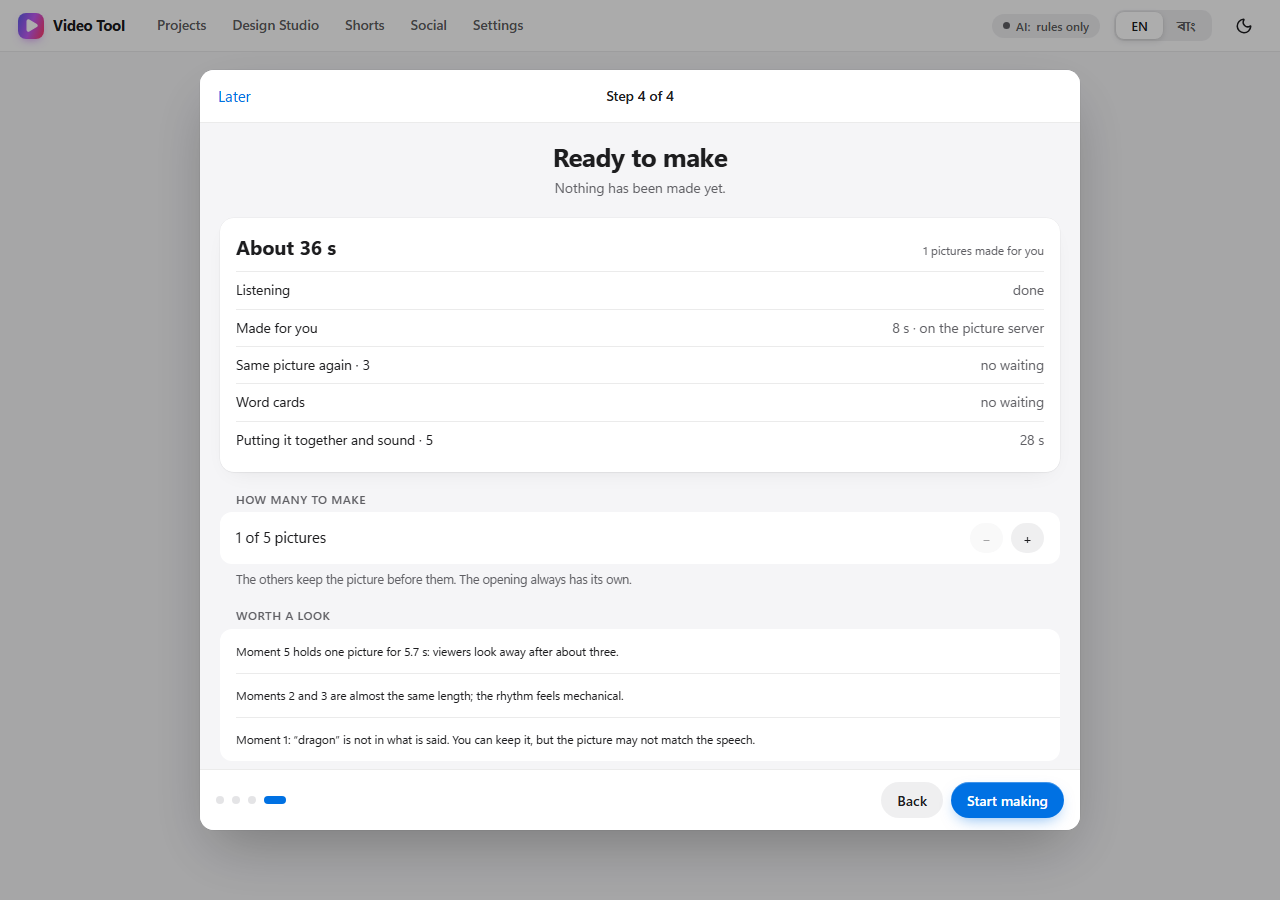 Video Tool
Projects
Design Studio
Shorts
Social
Settings
AI: rules only
EN
বাং
Later
Step 4 of 4
Ready to make
Nothing has been made yet.
About 36 s
1 pictures made for you
Listening
done
Made for you
8 s · on the picture server
Same picture again · 3
no waiting
Word cards
no waiting
Putting it together and sound · 5
28 s
HOW MANY TO MAKE
1 of 5 pictures
–
+
The others keep the picture before them. The opening always has its own.
WORTH A LOOK
Moment 5 holds one picture for 5.7 s: viewers look away after about three.
Moments 2 and 3 are almost the same length; the rhythm feels mechanical.
Moment 1: “dragon” is not in what is said. You can keep it, but the picture may not match the speech.
Back
Start making